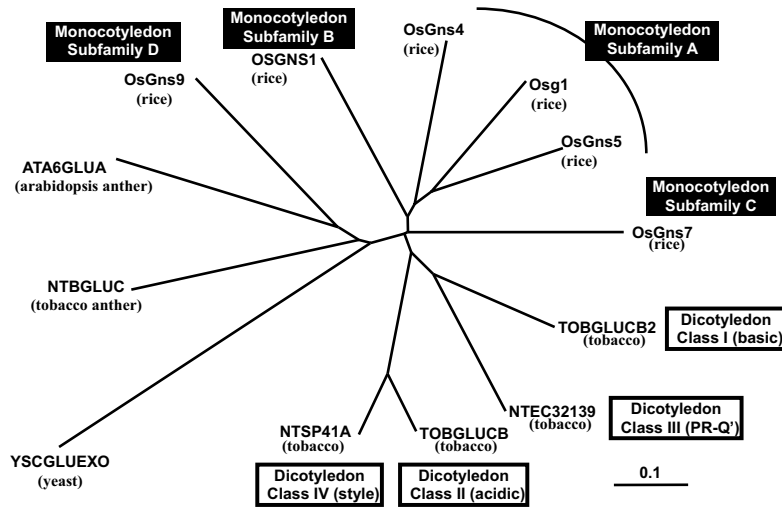 Monocotyledon
Subfamily D
OsGns9
(rice)
Monocotyledon
Subfamily B
OSGNS1
(rice)
OsGns4
(rice)
Monocotyledon
Subfamily A
Osg1
(rice)
OsGns5
(rice)
ATA6GLUA
(arabidopsis anther)
Monocotyledon
Subfamily C
OsGns7
(rice)
NTBGLUC
(tobacco anther)
TOBGLUCB2
(tobacco)
Dicotyledon
Class I (basic)
NTEC32139
(tobacco)
Dicotyledon
Class III (PR-Q')
NTSP41A
(tobacco)
TOBGLUCB
(tobacco)
YSCGLUEXO
(yeast)
Dicotyledon
Class IV (style)
Dicotyledon
Class II (acidic)
0.1